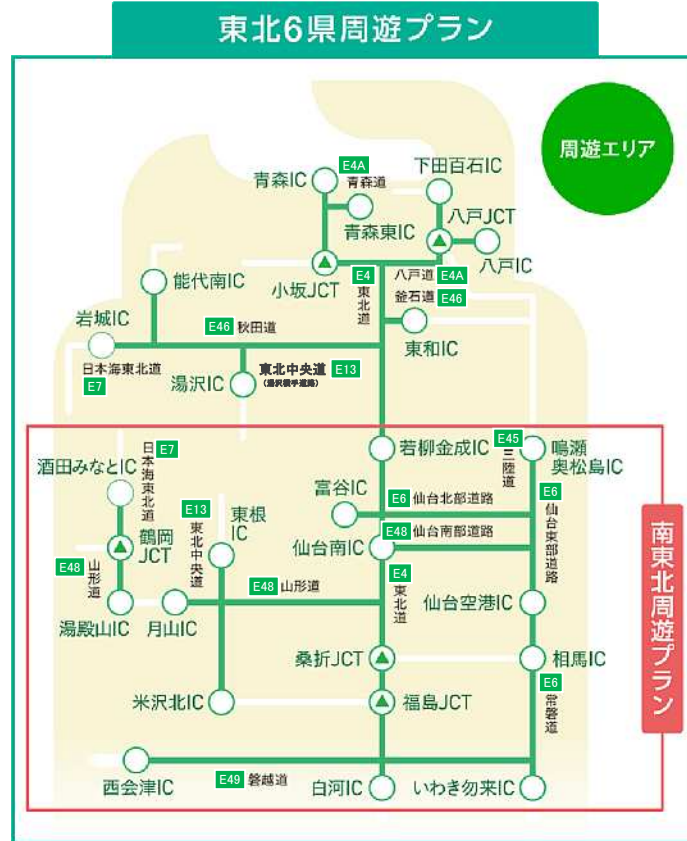 東北6県周遊プラン
周遊エリア
青森IC
E4A
青森道
青森東IC
下田百石IC
八戸JCT
八戸IC
小坂JCT
E4
東北道
八戸道 E4A
釜石道 E46
能代南IC
岩城IC
E46 秋田道
東和IC
日本海東北道
E7
湯沢IC
東北中央道 E13
(湯沢横手道路)
若柳金成IC
E45
三陸道
鳴瀬
奥松島IC
酒田みなとIC
E7
日本海東北道
富谷IC
E6 仙台北部道路
E6
仙台東部道路
E13
東北中央道
東根
IC
鶴岡
JCT
仙台南IC
E48 仙台南部道路
E48
山形道
E4
東北道
E48 山形道
湯殿山IC
月山IC
仙台空港IC
桑折JCT
相馬IC
E6
常磐道
米沢北IC
福島JCT
西会津IC
E49 磐越道
白河IC
いわき勿来IC
南東北周遊プラン